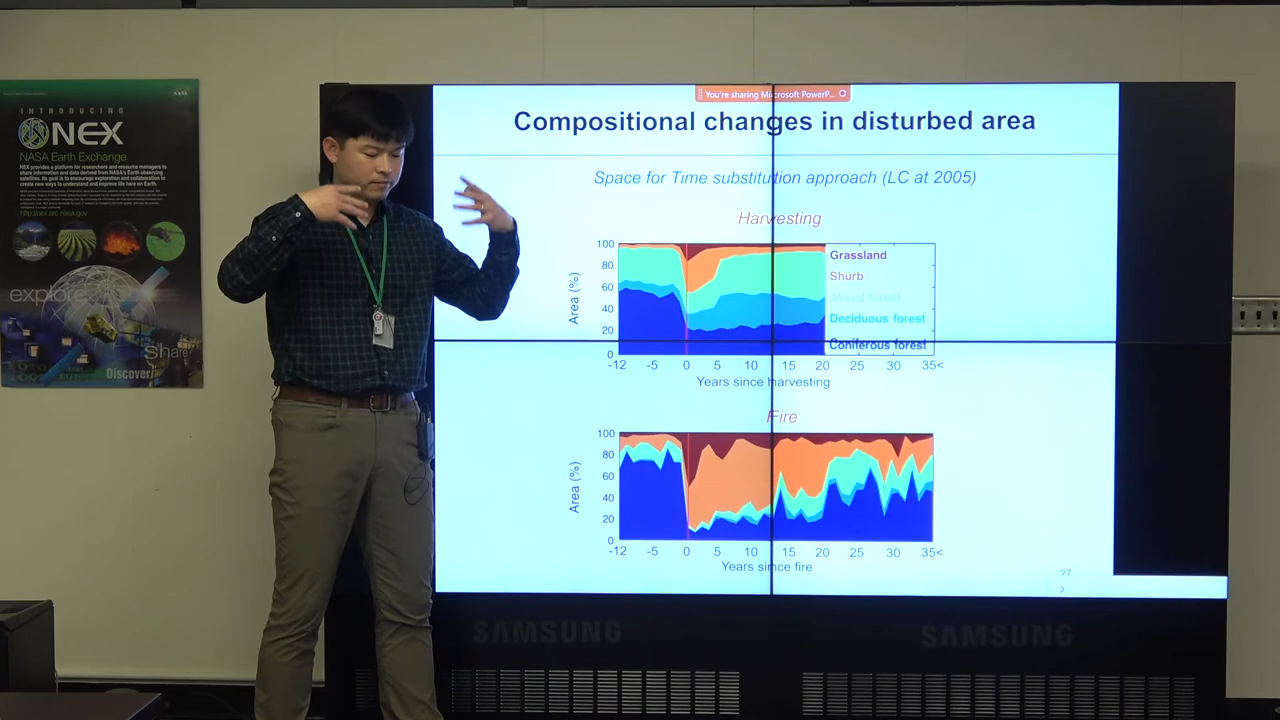 INTRODUCING
NEX
NASA Earth Exchange
NEX provides a platform for researchers and resource managers to
share information and data derived from NASA's Earth observing
satellites. Its goal is to encourage exploration and collaboration to
create new ways to understand and improve life here on Earth.
http://nex.arc.nasa.gov
explore
Share
Discover
You're sharing Microsoft PowerP...
Compositional changes in disturbed area
Space for Time substitution approach (LC at 2005)
Harvesting
100
80
60
40
20
0
Area (%)
Grassland
Shurb
Mixed forest
Deciduous forest
Coniferous forest
-12 -5 0 5 10 15 20 25 30 35<
Years since harvesting
Fire
100
80
60
40
20
0
Area (%)
-12 -5 0 5 10 15 20 25 30 35<
Years since fire
27
SAMSUNG SAMSUNG